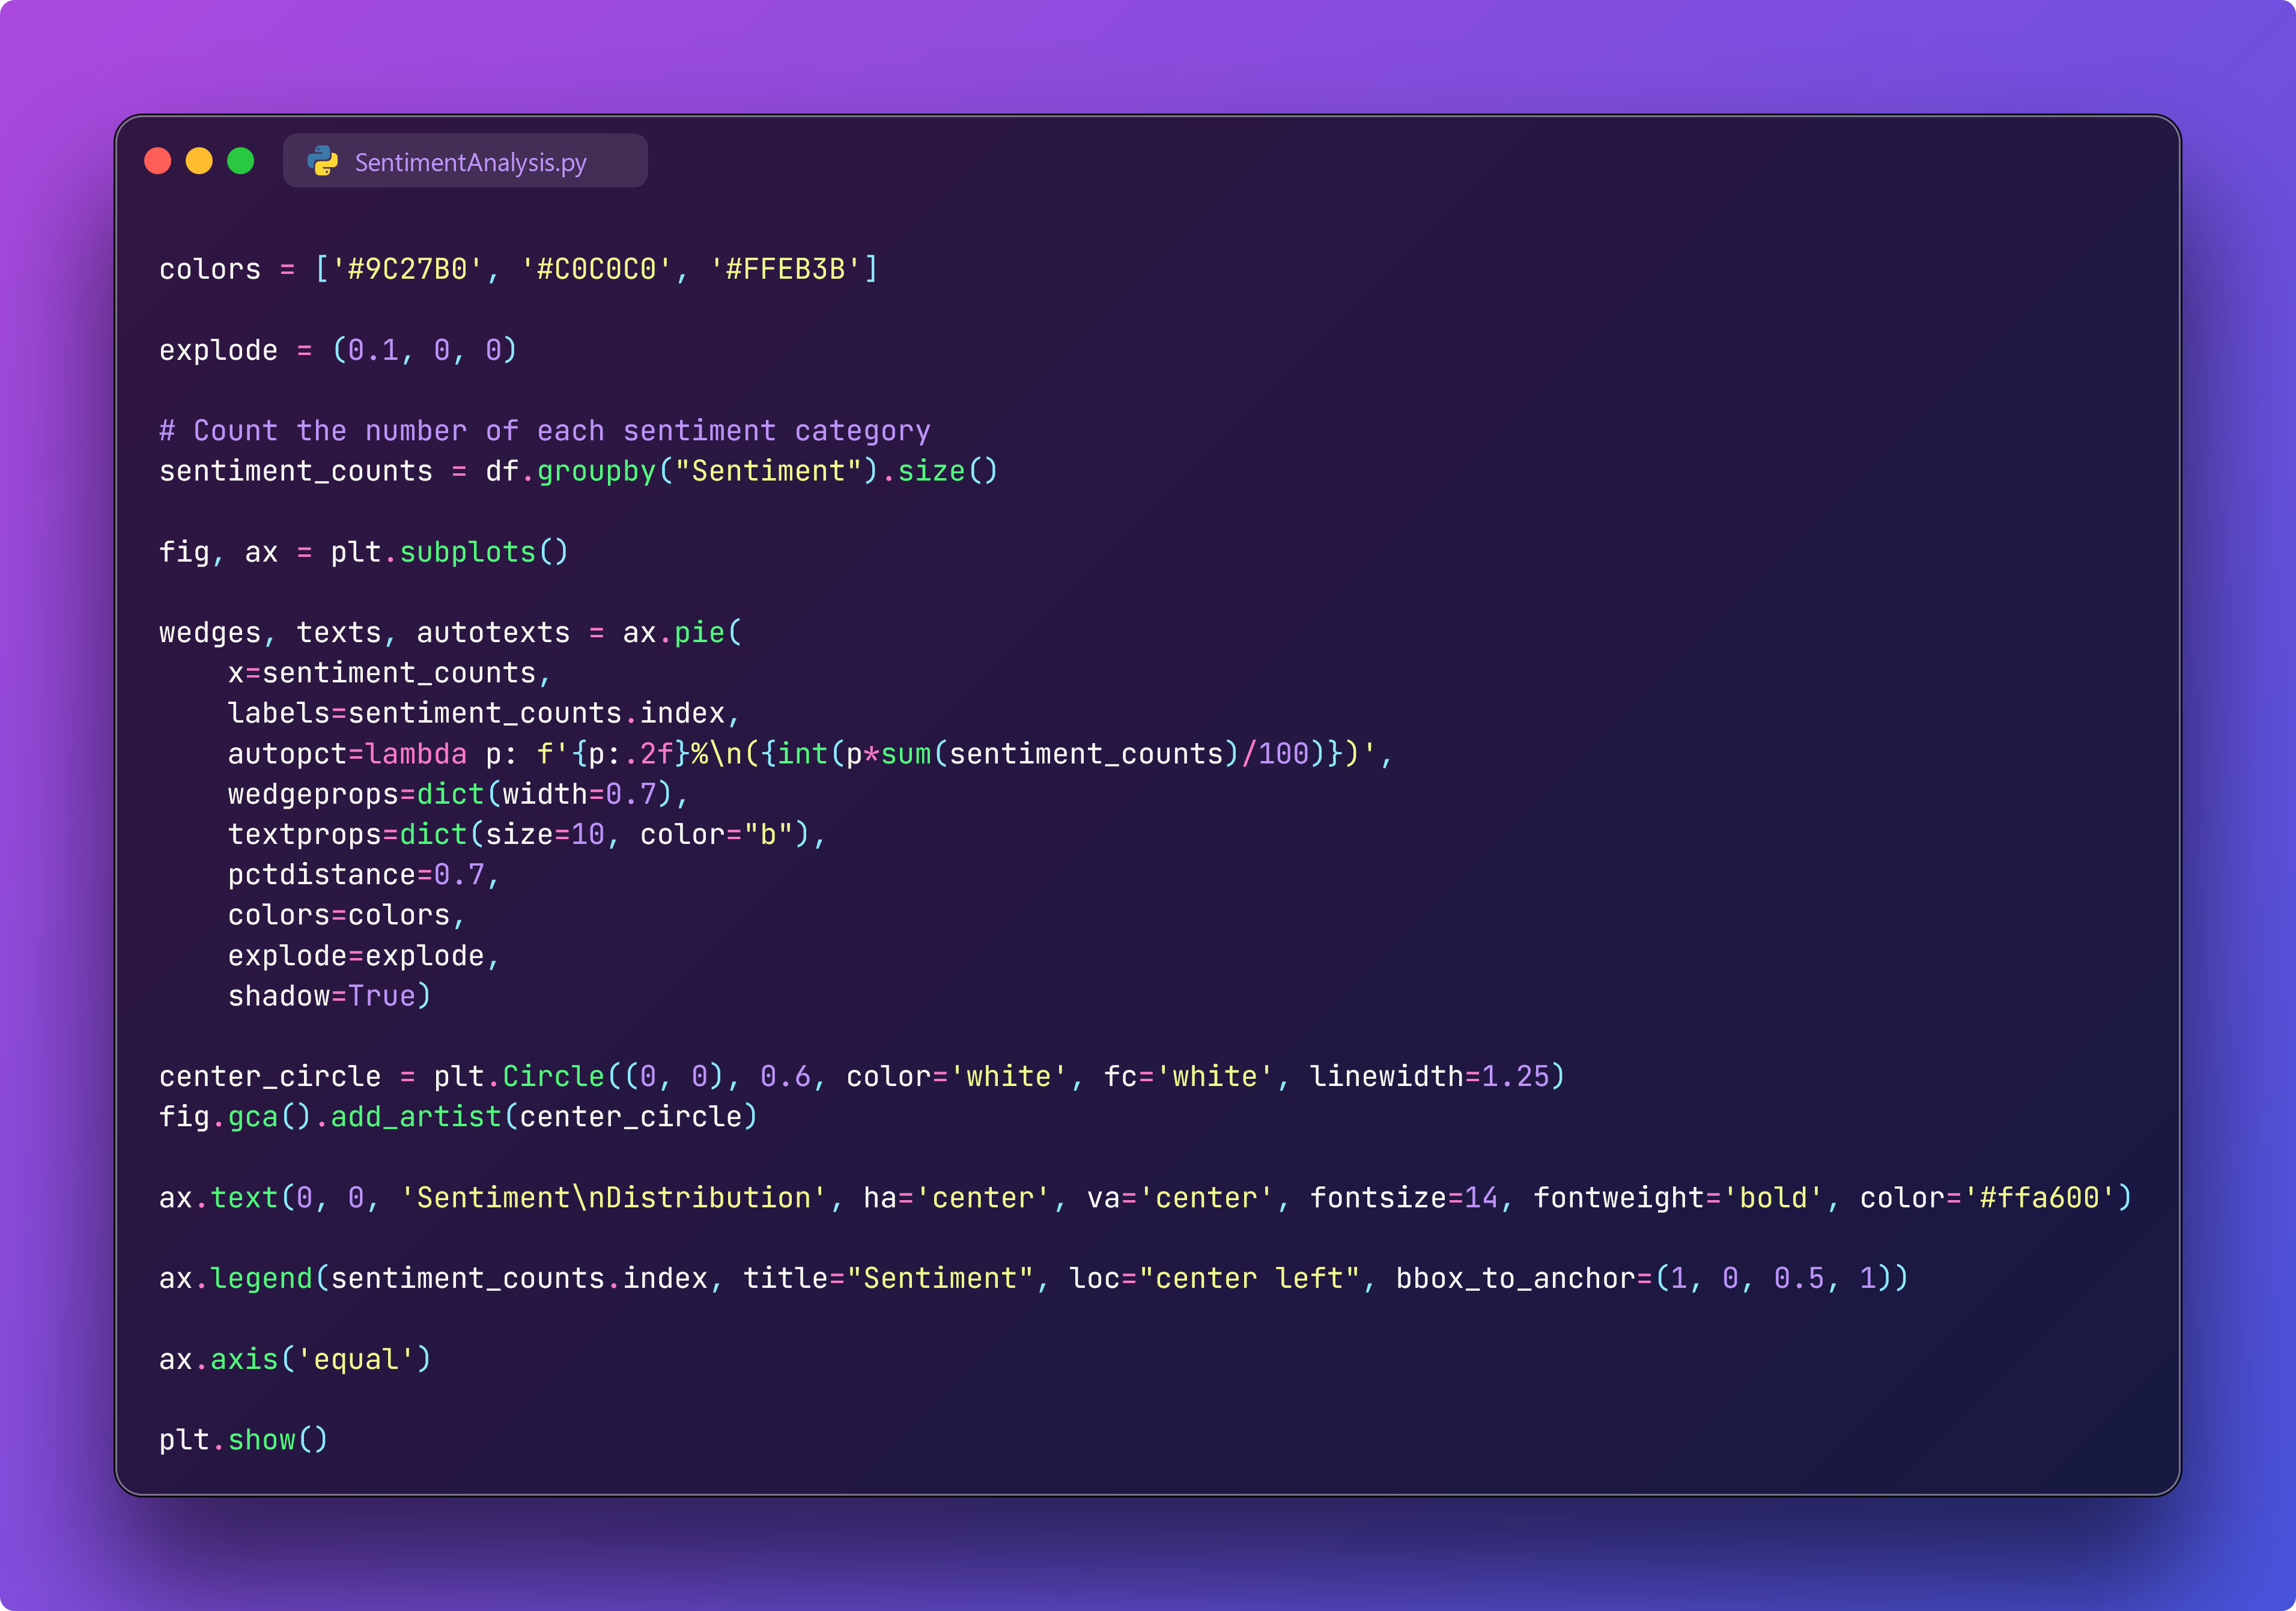 SentimentAnalysis.py
colors = ['#9C27B0', '#C0C0C0', '#FFEB3B']
explode = (0.1, 0, 0)
# Count the number of each sentiment category
sentiment_counts = df.groupby("Sentiment").size()
fig, ax = plt.subplots()
wedges, texts, autotexts = ax.pie(
    x=sentiment_counts,
    labels=sentiment_counts.index,
    autopct=lambda p: f'{p:.2f}%\n({int(p*sum(sentiment_counts)/100)})',
    wedgeprops=dict(width=0.7),
    textprops=dict(size=10, color="b"),
    pctdistance=0.7,
    colors=colors,
    explode=explode,
    shadow=True)
center_circle = plt.Circle((0, 0), 0.6, color='white', fc='white', linewidth=1.25)
fig.gca().add_artist(center_circle)
ax.text(0, 0, 'Sentiment\nDistribution', ha='center', va='center', fontsize=14, fontweight='bold', color='#ffa600')
ax.legend(sentiment_counts.index, title="Sentiment", loc="center left", bbox_to_anchor=(1, 0, 0.5, 1))
ax.axis('equal')
plt.show()